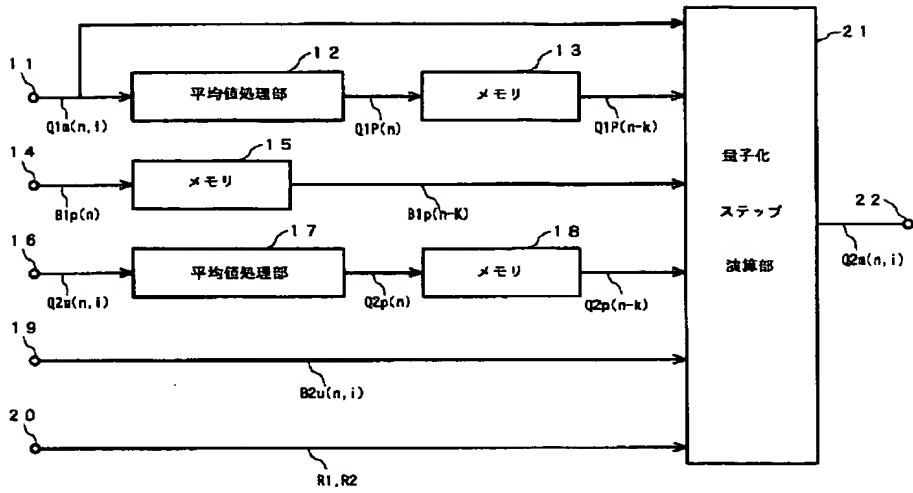 21
11
12
13
平均値処理部
メモリ
Q1m(n,i)
Q1P(n)
Q1P(n-k)
14
15
メモリ
量子化
ステップ
演算部
B1p(n)
B1p(n-K)
22
16
17
18
平均値処理部
メモリ
Q2m(n,i)
Q2u(n,i)
Q2p(n)
Q2p(n-k)
19
B2u(n,i)
20
R1,R2